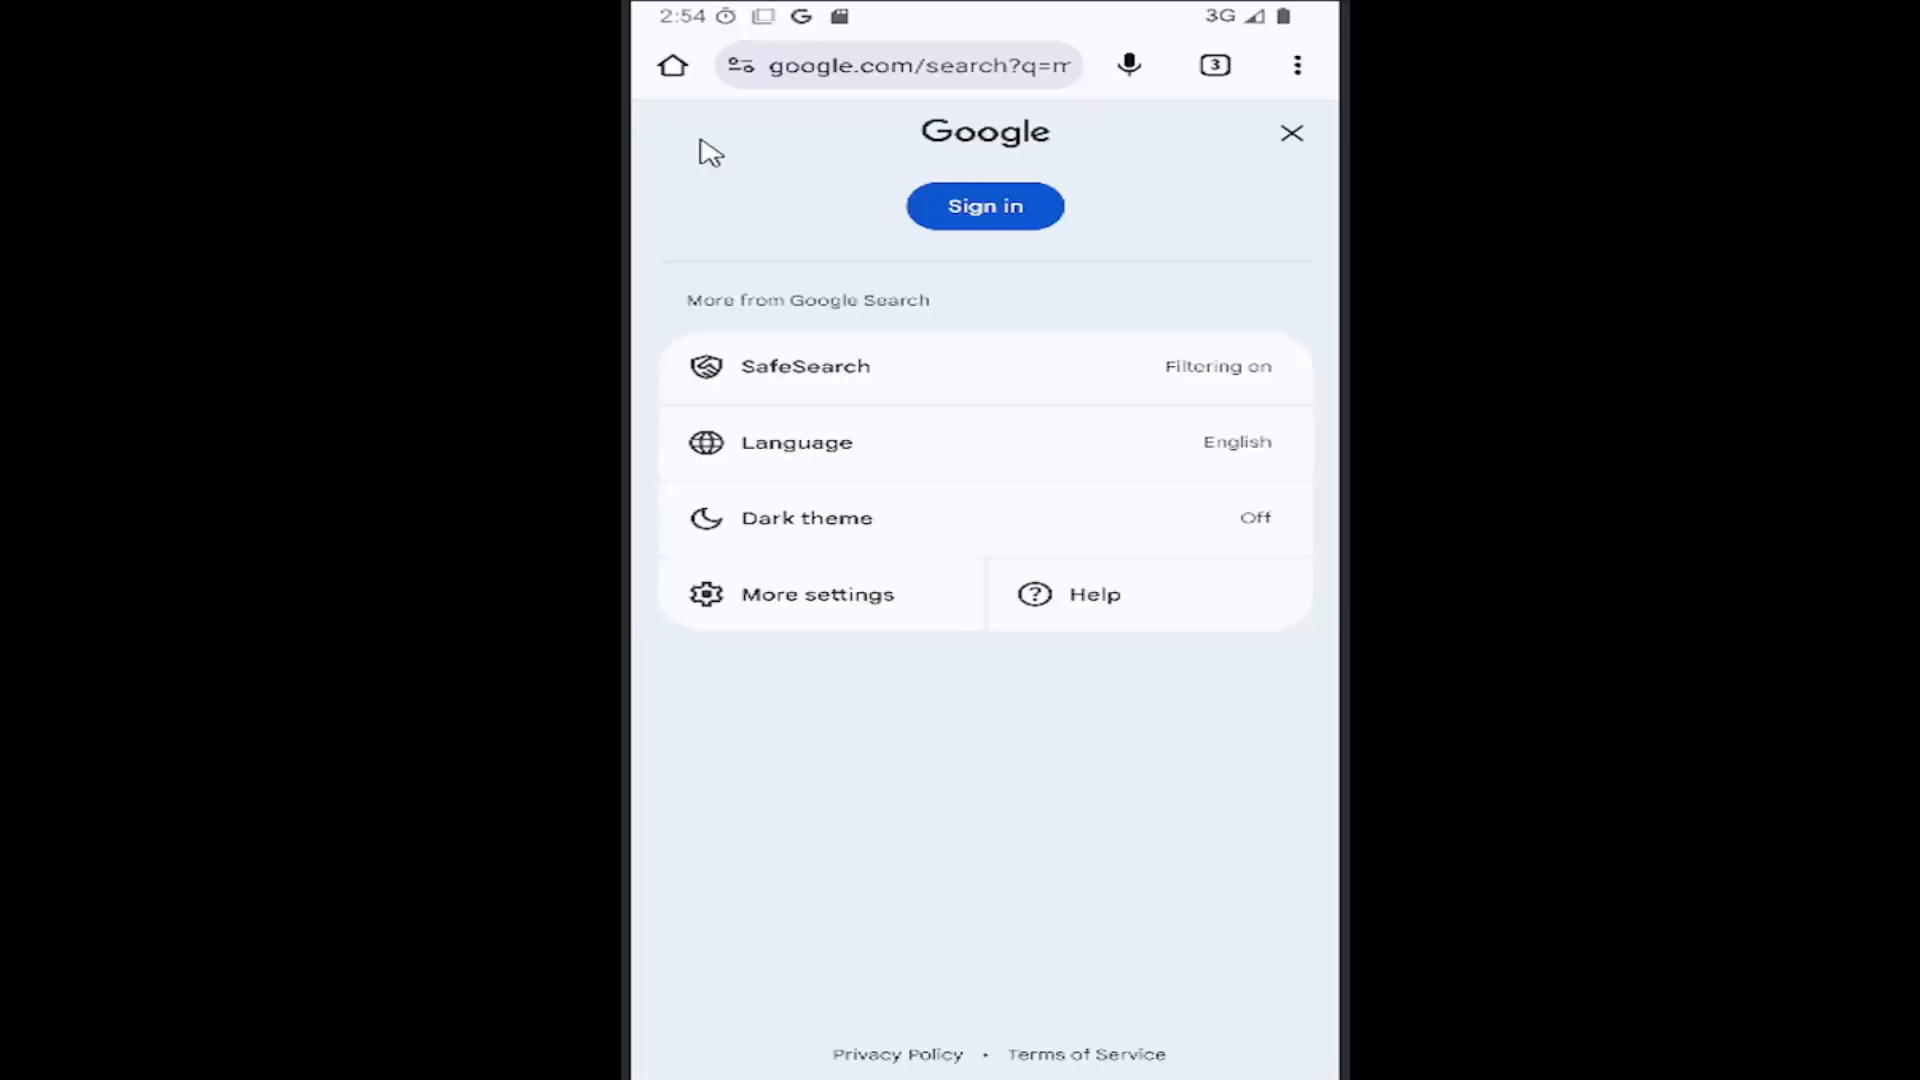 2:54 3G
google.com/search?q=m 3
Google
Sign in
More from Google Search
SafeSearch Filtering on
Language English
Dark theme Off
More settings Help
Privacy Policy • Terms of Service